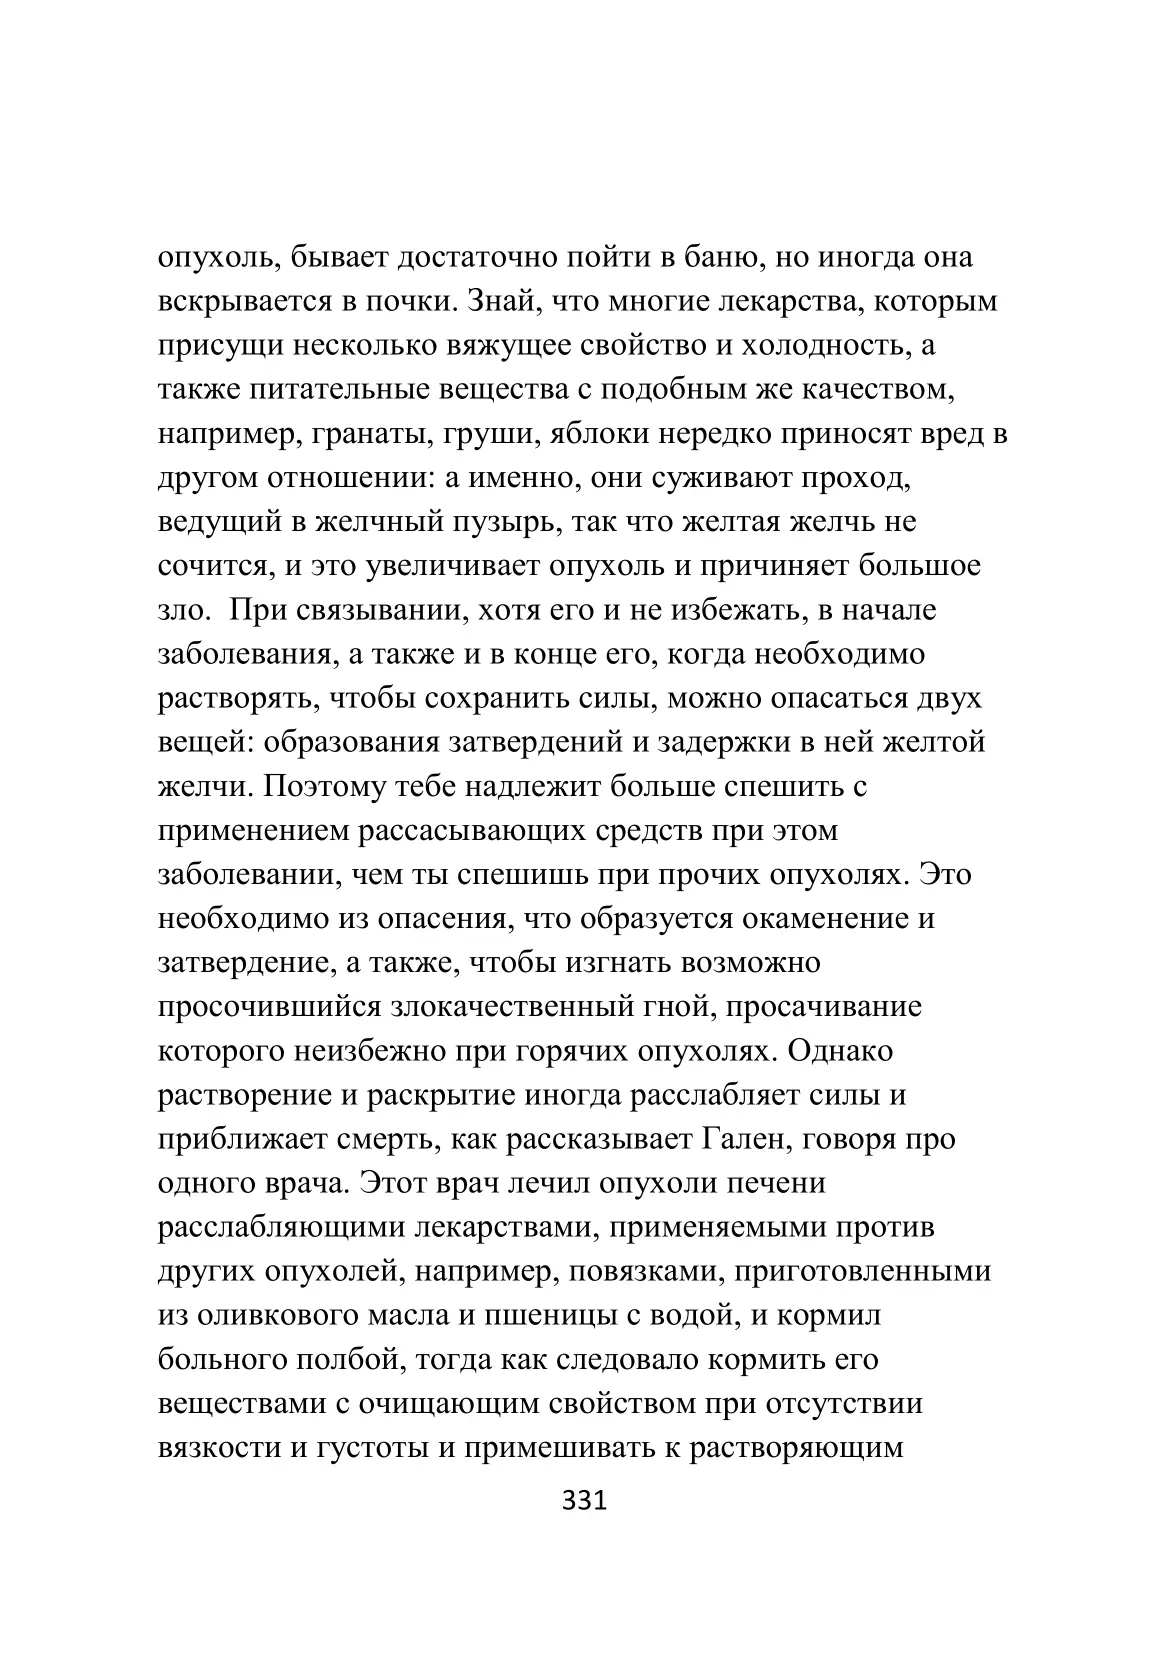 опухоль, бывает достаточно пойти в баню, но иногда она
вскрывается в почки. Знай, что многие лекарства, которым
присущи несколько вяжущее свойство и холодность, а
также питательные вещества с подобным же качеством,
например, гранаты, груши, яблоки нередко приносят вред в
другом отношении: а именно, они суживают проход,
ведущий в желчный пузырь, так что желтая желчь не
сочится, и это увеличивает опухоль и причиняет большое
зло.  При связывании, хотя его и не избежать, в начале
заболевания, а также и в конце его, когда необходимо
растворять, чтобы сохранить силы, можно опасаться двух
вещей: образования затвердений и задержки в ней желтой
желчи. Поэтому тебе надлежит больше спешить с
применением рассасывающих средств при этом
заболевании, чем ты спешишь при прочих опухолях. Это
необходимо из опасения, что образуется окаменение и
затвердение, а также, чтобы изгнать возможно
просочившийся злокачественный гной, просачивание
которого неизбежно при горячих опухолях. Однако
растворение и раскрытие иногда расслабляет силы и
приближает смерть, как рассказывает Гален, говоря про
одного врача. Этот врач лечил опухоли печени
расслабляющими лекарствами, применяемыми против
других опухолей, например, повязками, приготовленными
из оливкового масла и пшеницы с водой, и кормил
больного полбой, тогда как следовало кормить его
веществами с очищающим свойством при отсутствии
вязкости и густоты и примешивать к растворяющим
331